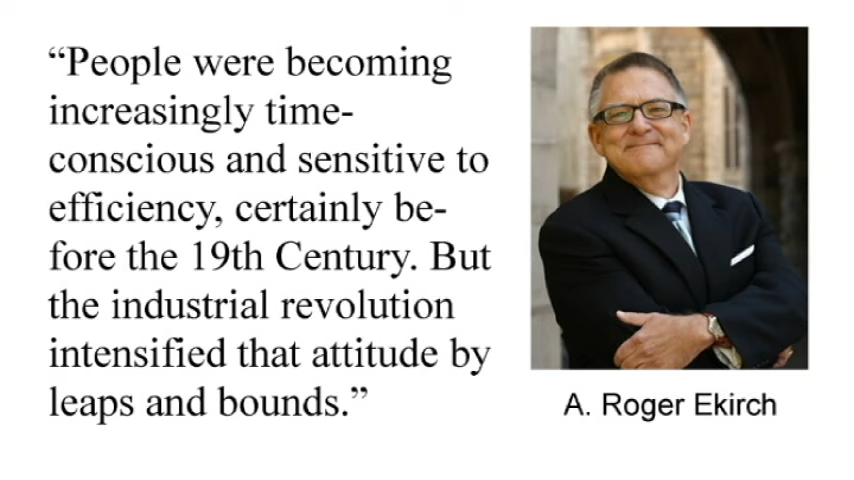 “People were becoming
increasingly time-
conscious and sensitive to
efficiency, certainly be-
fore the 19th Century. But
the industrial revolution
intensified that attitude by
leaps and bounds.”
A. Roger Ekirch